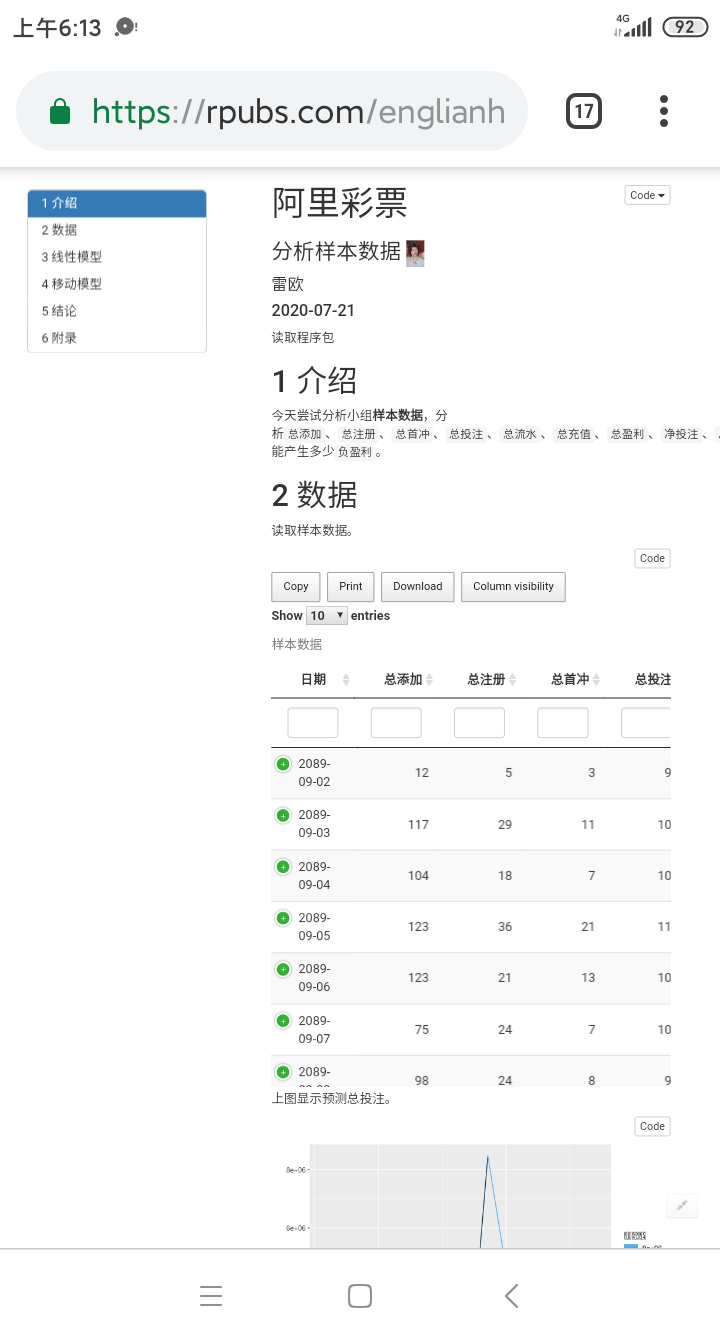 上午6:13
4G
92
https://rpubs.com/englianh
17
1 介绍
2 数据
3 线性模型
4 移动模型
5 结论
6 附录
阿里彩票
Code
分析样本数据
雷欧
2020-07-21
读取程序包
1 介绍
今天尝试分析小组样本数据，分
析 总添加 、 总注册 、 总首冲 、 总投注 、 总流水 、 总充值 、 总盈利 、 净投注 、
能产生多少 负盈利 。
2 数据
读取样本数据。
Code
Copy Print Download Column visibility
Show 10 entries
样本数据
日期 总添加 总注册 总首冲 总投注
2089-
09-02 12 5 3 9
2089-
09-03 117 29 11 10
2089-
09-04 104 18 7 10
2089-
09-05 123 36 21 11
2089-
09-06 123 21 13 10
2089-
09-07 75 24 7 10
2089-
98 24 8 9
上图显示预测总投注。
Code
8e+06
6e+06